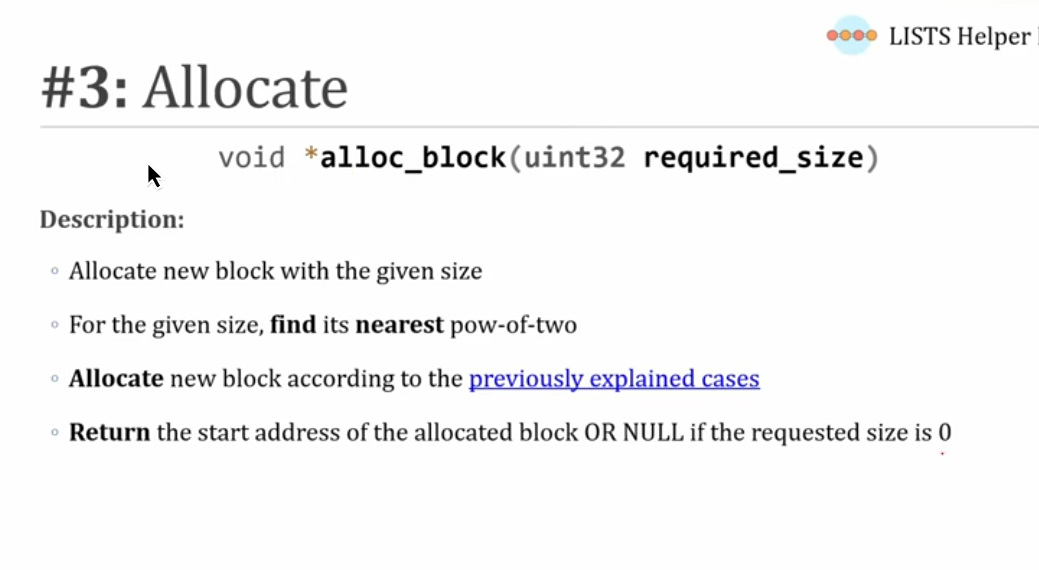 LISTS Helper
#3: Allocate
void *alloc_block(uint32 required_size)
Description:
◦ Allocate new block with the given size
◦ For the given size, find its nearest pow-of-two
◦ Allocate new block according to the previously explained cases
◦ Return the start address of the allocated block OR NULL if the requested size is 0